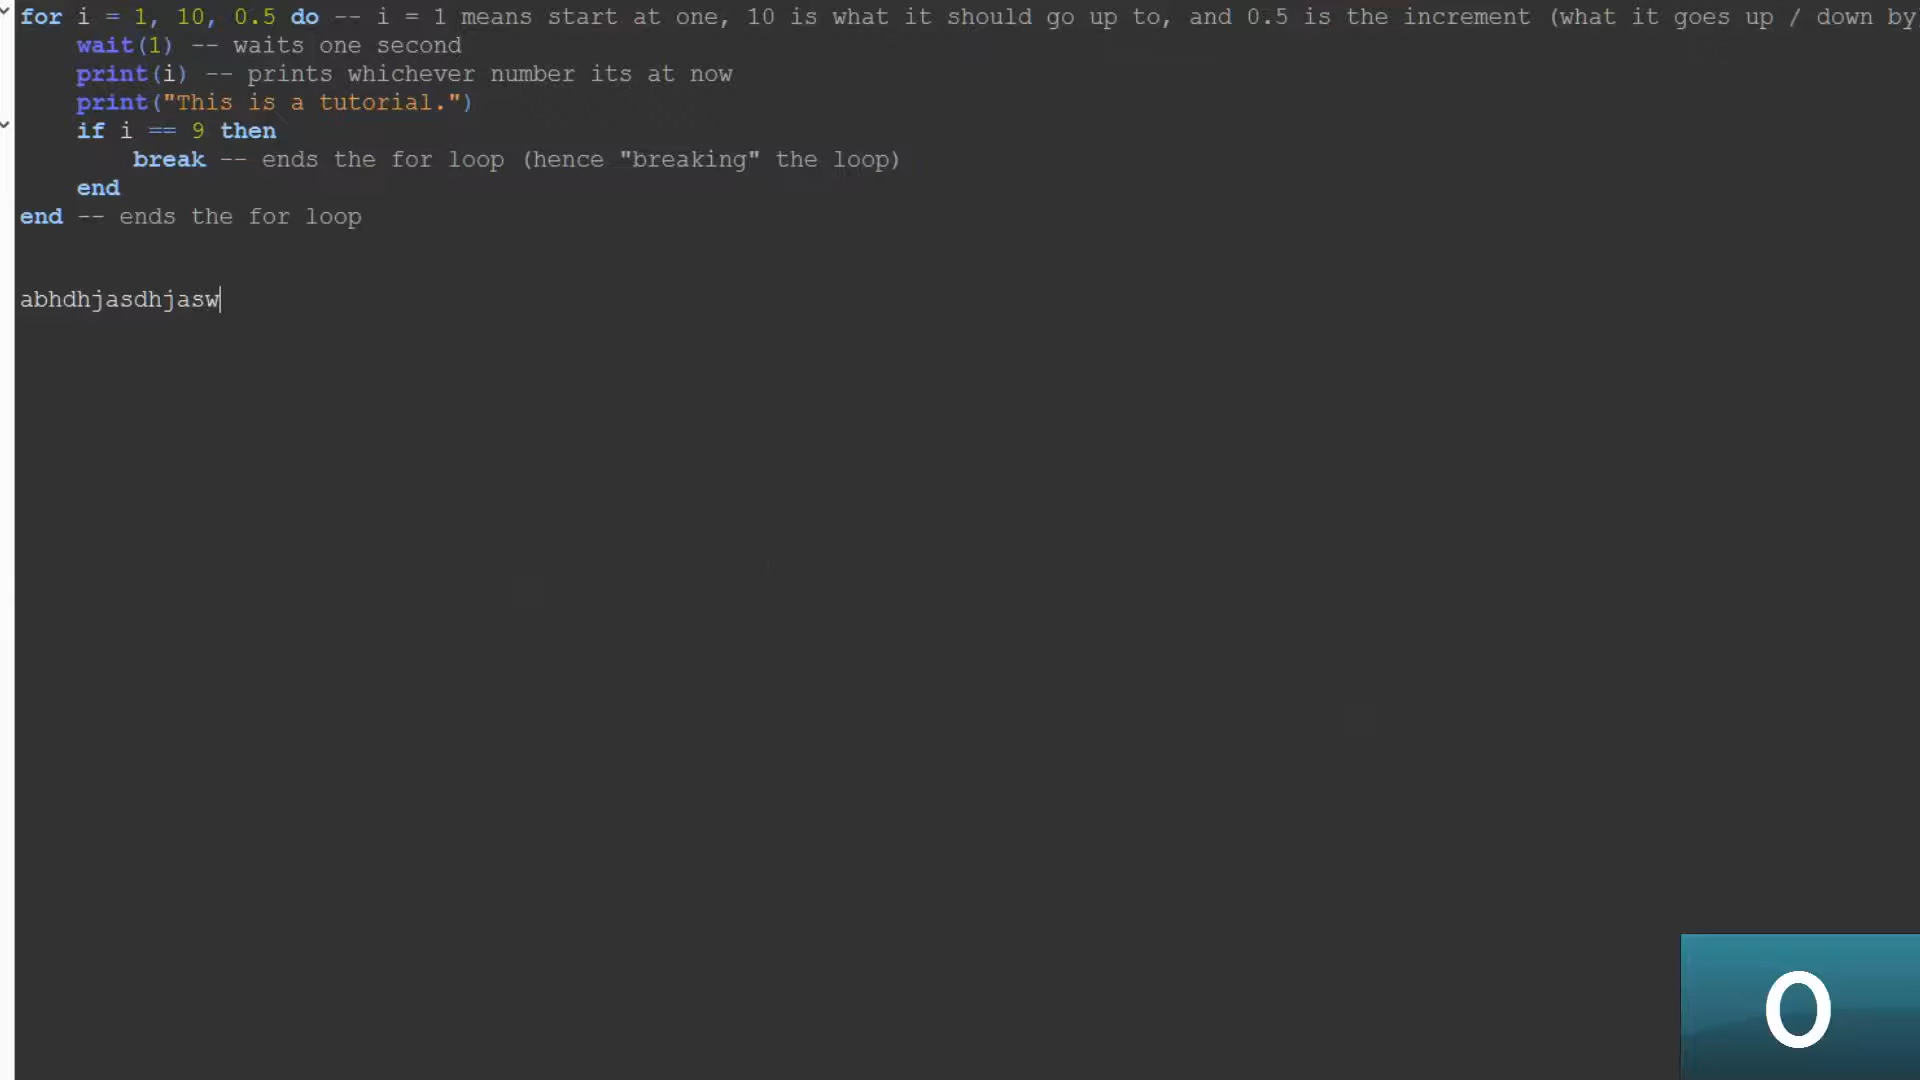 for i = 1, 10, 0.5 do -- i = 1 means start at one, 10 is what it should go up to, and 0.5 is the increment (what it goes up / down by
wait(1) -- waits one second
print(i) -- prints whichever number its at now
print("This is a tutorial.")
if i == 9 then
break -- ends the for loop (hence "breaking" the loop)
end
end -- ends the for loop
abhdhjasdhjasw
O